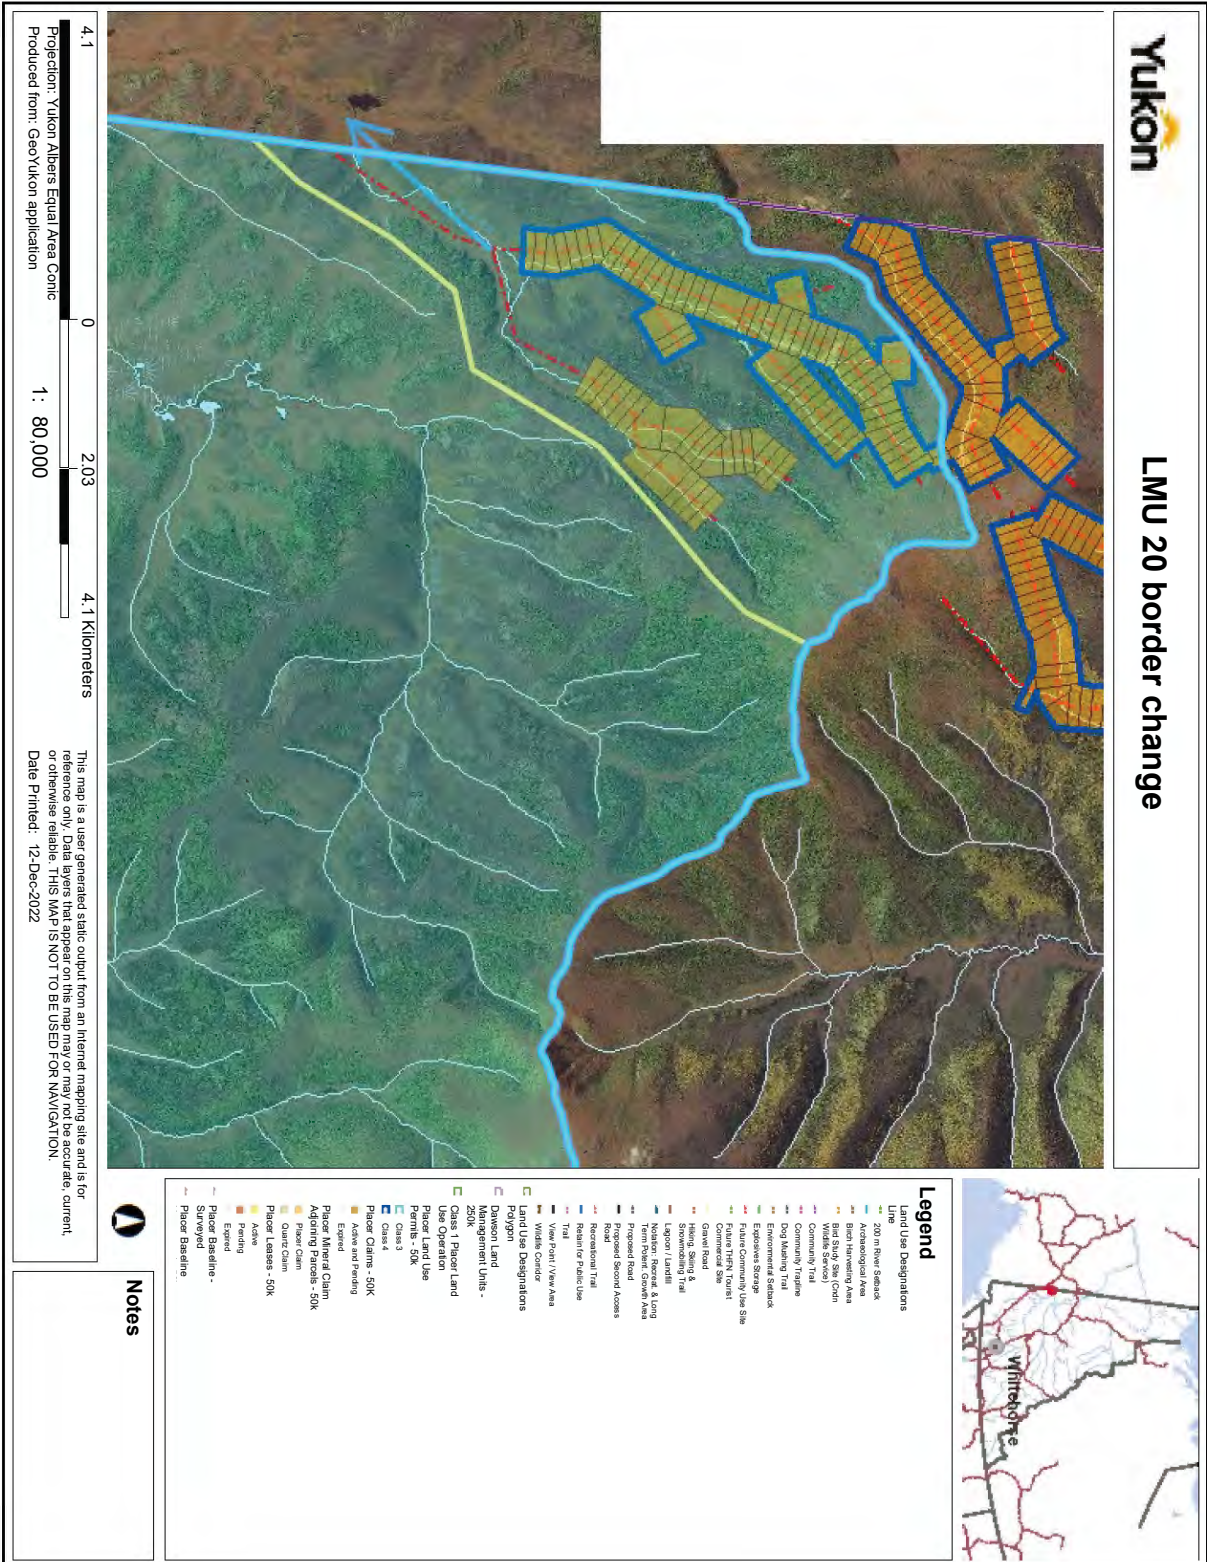 Yukon
LMU 20 border change
Whitehorse
Legend
Land Use Designations
Line
200 m River Setback
Archaeological Area
Birch Harvesting Area
Bird Study Site (Cndn
Wildlife Service)
Community Trail
Community Trapline
Dog Mushing Trail
Environmental Setback
Explosives Storage
Future Community Use Site
Future THFN Tourist
Commercial Site
Gravel Road
Hiking, Skiing &
Snowmobiling Trail
Lagoon / Landfill
Notation: Recreat. & Long
Term Potent. Growth Area
Proposed Road
Proposed Second Access
Road
Recreational Trail
Retain for Public Use
Trail
View Point / View Area
Wildlife Corridor
Land Use Designations
Polygon
Dawson Land
Management Units -
250K
Class 1 Placer Land
Use Operation
Placer Land Use
Permits - 50k
Class 3
Class 4
Placer Claims - 50K
Active and Pending
Expired
Placer Mineral Claim
Adjoining Parcels - 50k
Placer Claim
Quartz Claim
Placer Leases - 50k
Active
Pending
Expired
Placer Baseline -
Surveyed
Placer Baseline
Notes
4.1 0 2.03 4.1 Kilometers
1: 80,000
Projection: Yukon Albers Equal Area Conic
Produced from: GeoYukon application
This map is a user generated static output from an Internet mapping site and is for
reference only. Data layers that appear on this map may or may not be accurate, current,
or otherwise reliable. THIS MAP IS NOT TO BE USED FOR NAVIGATION.
Date Printed: 12-Dec-2022